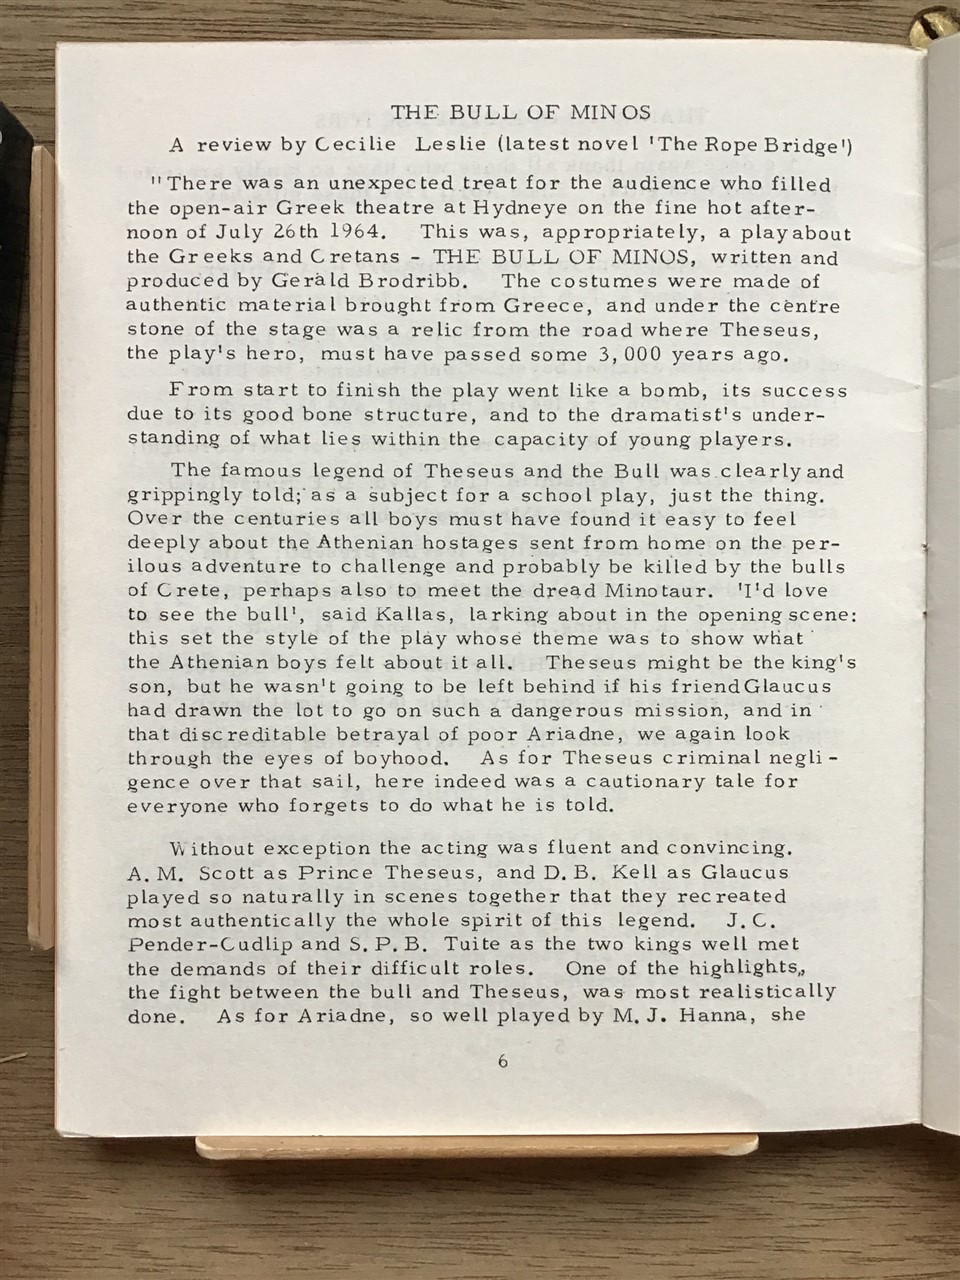 THE BULL OF MINOS
A review by Cecilie Leslie (latest novel 'The Rope Bridge')
"There was an unexpected treat for the audience who filled
the open-air Greek theatre at Hydneye on the fine hot after-
noon of July 26th 1964. This was, appropriately, a play about
the Greeks and Cretans - THE BULL OF MINOS, written and
produced by Gerald Brodribb. The costumes were made of
authentic material brought from Greece, and under the centre
stone of the stage was a relic from the road where Theseus,
the play's hero, must have passed some 3,000 years ago.
From start to finish the play went like a bomb, its success
due to its good bone structure, and to the dramatist's under-
standing of what lies within the capacity of young players.
The famous legend of Theseus and the Bull was clearly and
grippingly told; as a subject for a school play, just the thing.
Over the centuries all boys must have found it easy to feel
deeply about the Athenian hostages sent from home on the per-
ilous adventure to challenge and probably be killed by the bulls
of Crete, perhaps also to meet the dread Minotaur. 'I'd love
to see the bull', said Kallas, larking about in the opening scene:
this set the style of the play whose theme was to show what
the Athenian boys felt about it all. Theseus might be the king's
son, but he wasn't going to be left behind if his friend Glaucus
had drawn the lot to go on such a dangerous mission, and in
that discreditable betrayal of poor Ariadne, we again look
through the eyes of boyhood. As for Theseus criminal negli-
gence over that sail, here indeed was a cautionary tale for
everyone who forgets to do what he is told.
Without exception the acting was fluent and convincing.
A.M. Scott as Prince Theseus, and D.B. Kell as Glaucus
played so naturally in scenes together that they recreated
most authentically the whole spirit of this legend. J.C.
Pender-Cudlip and S.P.B. Tuite as the two kings well met
the demands of their difficult roles. One of the highlights,
the fight between the bull and Theseus, was most realistically
done. As for Ariadne, so well played by M.J. Hanna, she
6